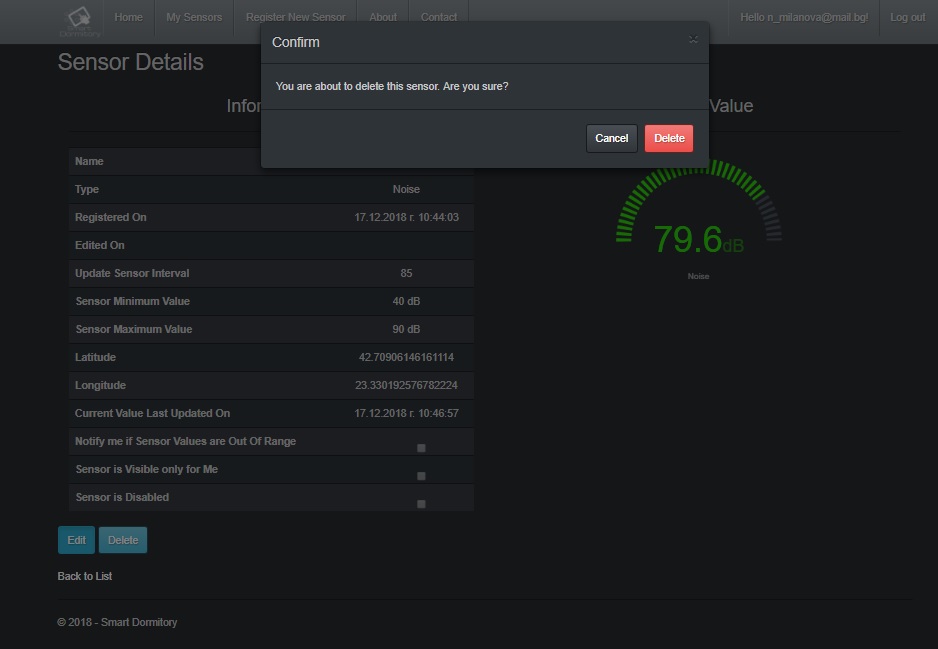 Dormitory
Home
My Sensors
Register New Sensor
About
Contact
Hello n_milanova@mail.bg!
Log out
Sensor Details
Confirm
×
You are about to delete this sensor. Are you sure?
Cancel
Delete
Value
Name
Type Noise
Registered On 17.12.2018 г. 10:44:03
Edited On
Update Sensor Interval 85
Sensor Minimum Value 40 dB
Sensor Maximum Value 90 dB
Latitude 42.70906146161114
Longitude 23.330192576782224
Current Value Last Updated On 17.12.2018 г. 10:46:57
Notify me if Sensor Values are Out Of Range
Sensor is Visible only for Me
Sensor is Disabled
79.6dB
Noise
Edit
Delete
Back to List
© 2018 - Smart Dormitory